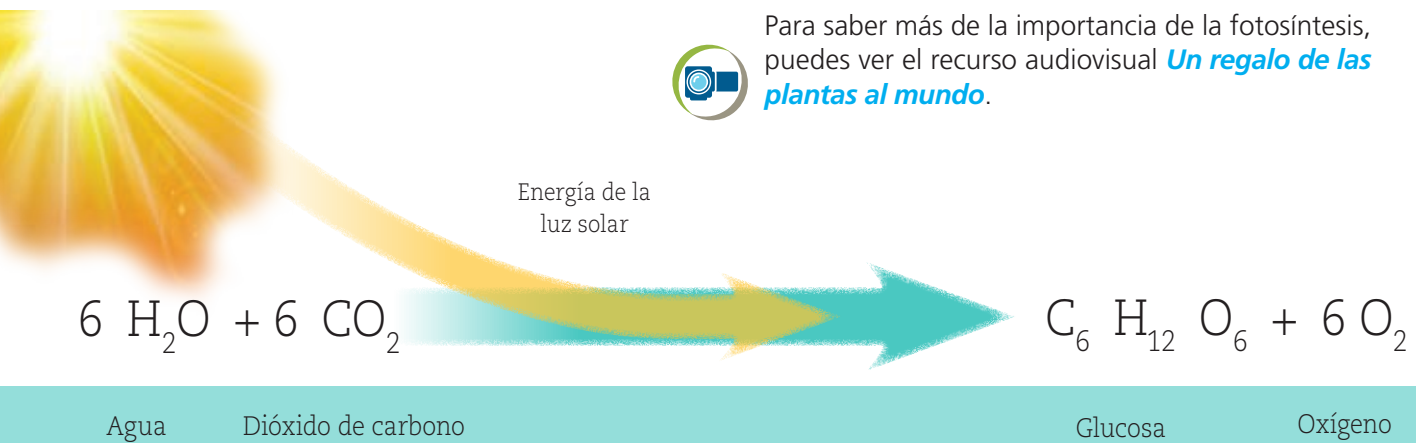 Para saber más de la importancia de la fotosíntesis,
puedes ver el recurso audiovisual Un regalo de las
plantas al mundo.
Energía de la
luz solar
6 H₂O + 6 CO₂ C₆ H₁₂ O₆ + 6 O₂
Agua Dióxido de carbono Glucosa Oxígeno